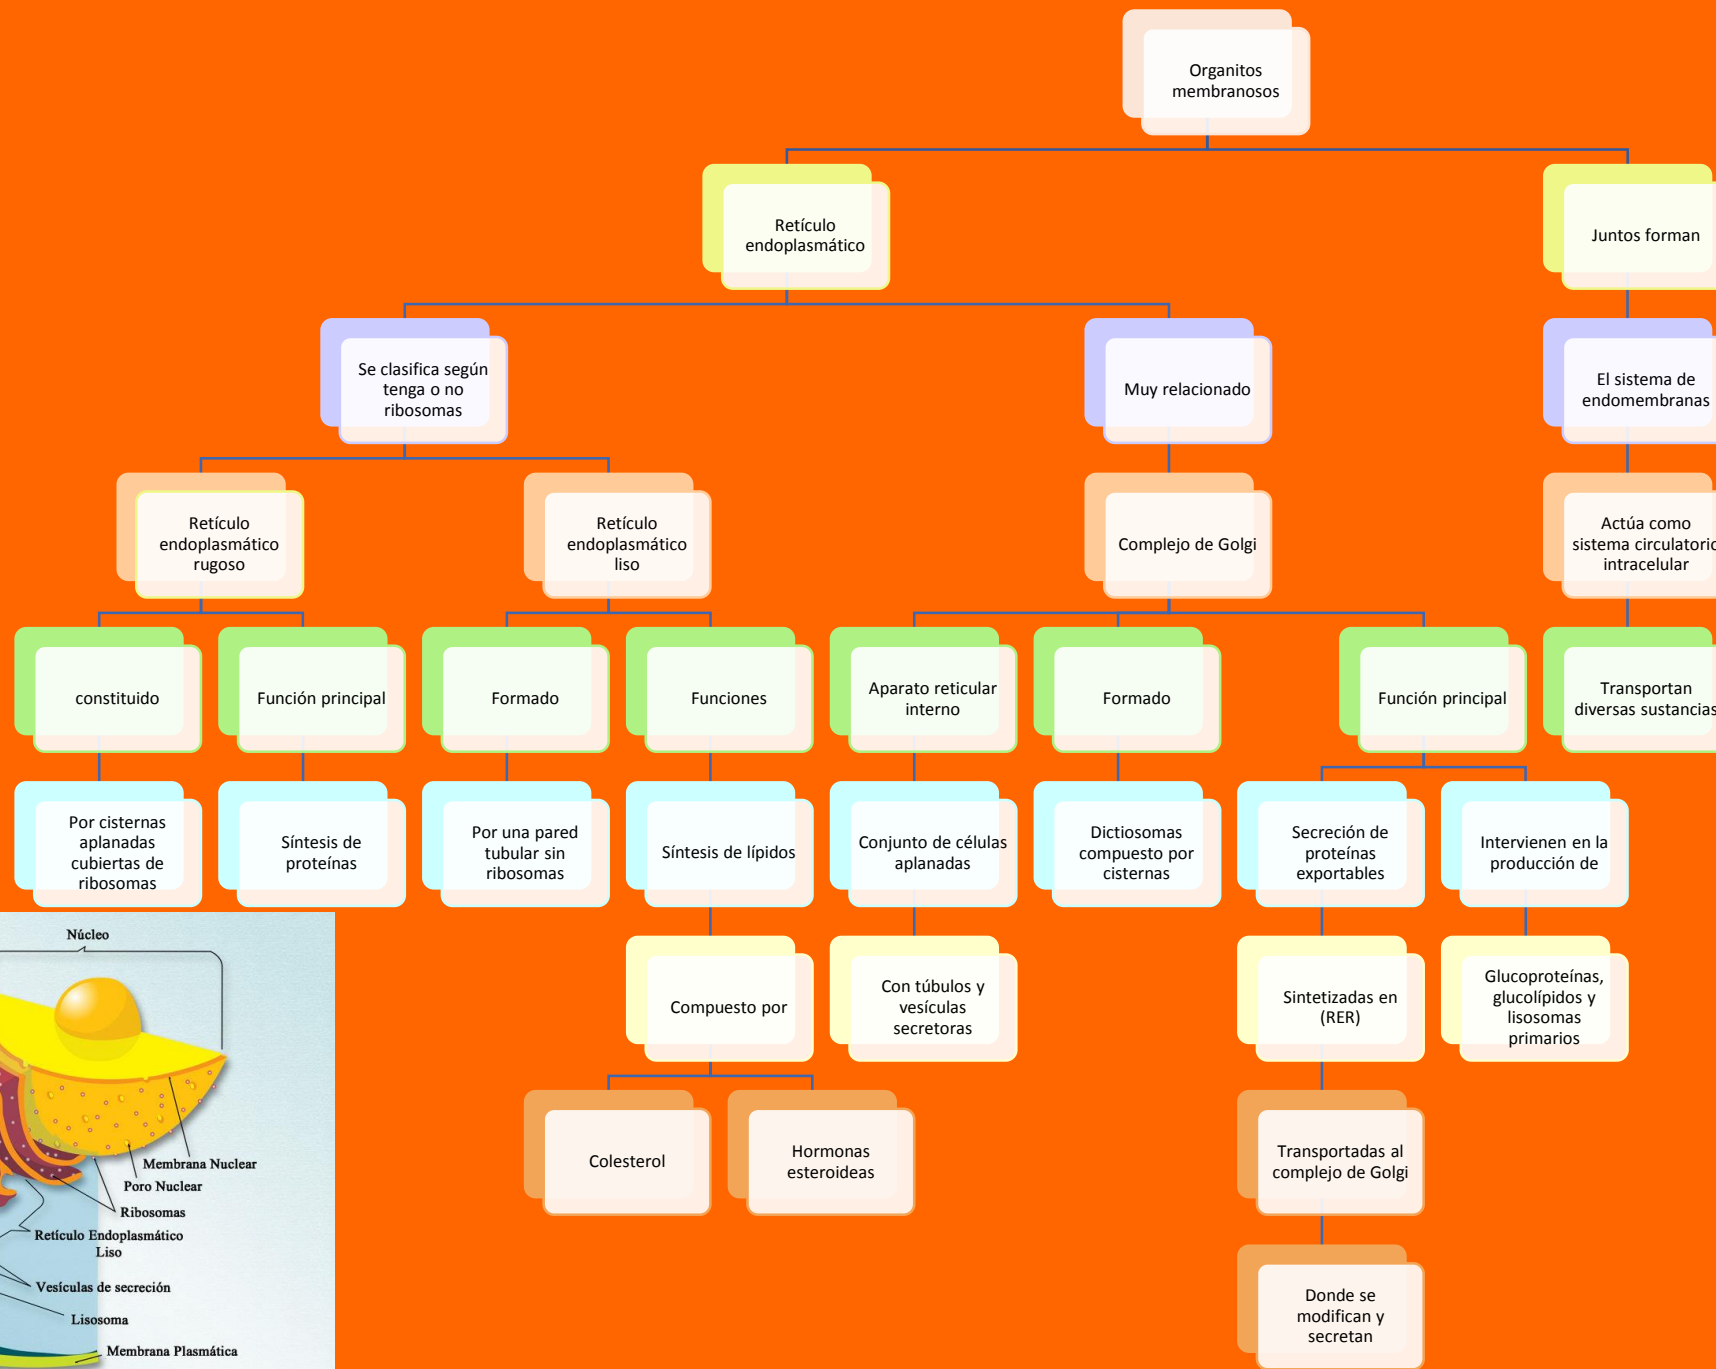 Organitos
membranosos
Retículo
endoplasmático
Juntos forman
Se clasifica según
tenga o no
ribosomas
Muy relacionado
El sistema de
endomembranas
Retículo
endoplasmático
rugoso
Retículo
endoplasmático
liso
Complejo de Golgi
Actúa como
sistema circulatorio
intracelular
constituido
Función principal
Formado
Funciones
Aparato reticular
interno
Formado
Función principal
Transportan
diversas sustancias
Por cisternas
aplanadas
cubiertas de
ribosomas
Síntesis de
proteínas
Por una pared
tubular sin
ribosomas
Síntesis de lípidos
Conjunto de células
aplanadas
Dictiosomas
compuesto por
cisternas
Secreción de
proteínas
exportables
Intervienen en la
producción de
Compuesto por
Con túbulos y
vesículas
secretoras
Sintetizadas en
(RER)
Glucoproteínas,
glucolípidos y
lisosomas
primarios
Colesterol
Hormonas
esteroideas
Transportadas al
complejo de Golgi
Donde se
modifican y
secretan
Núcleo
Membrana Nuclear
Poro Nuclear
Ribosomas
Retículo Endoplasmático
Liso
Vesículas de secreción
Lisosoma
Membrana Plasmática